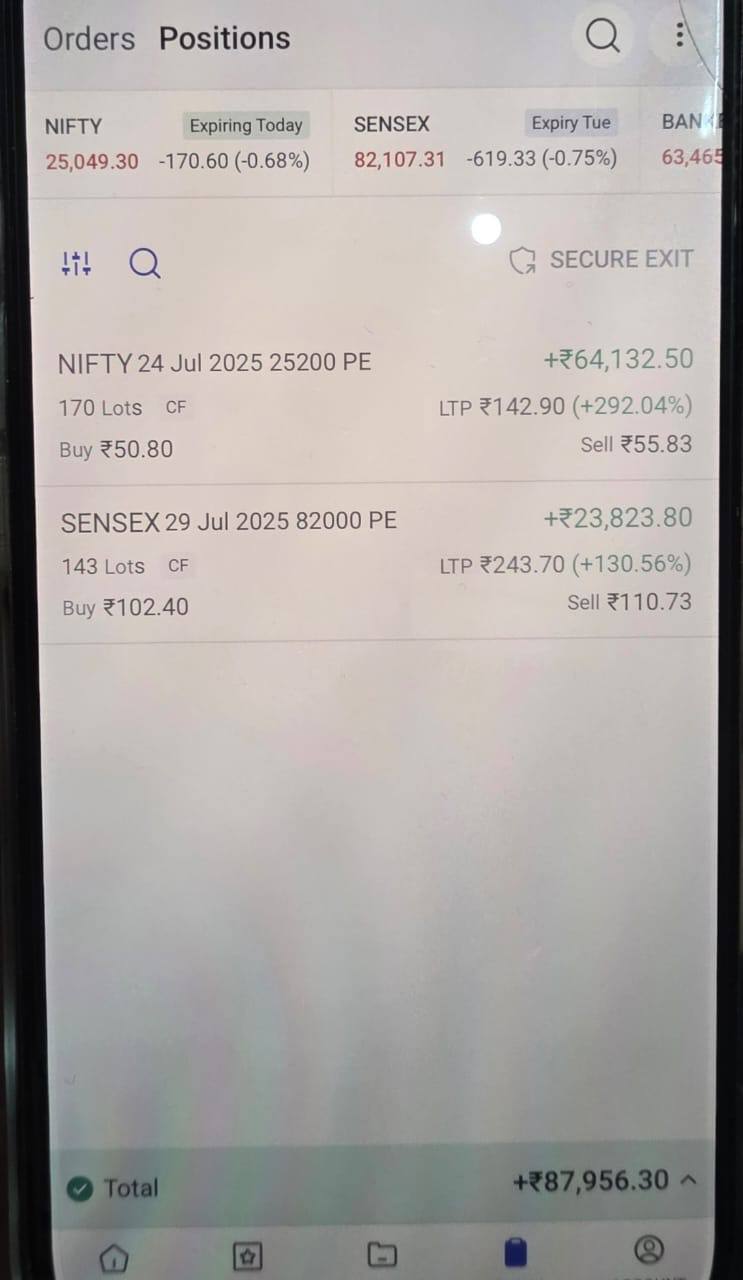 Orders Positions
NIFTY Expiring Today SENSEX Expiry Tue BAN
25,049.30 -170.60 (-0.68%) 82,107.31 -619.33 (-0.75%) 63,465
SECURE EXIT
NIFTY 24 Jul 2025 25200 PE +₹64,132.50
170 Lots CF LTP ₹142.90 (+292.04%)
Buy ₹50.80 Sell ₹55.83
SENSEX 29 Jul 2025 82000 PE +₹23,823.80
143 Lots CF LTP ₹243.70 (+130.56%)
Buy ₹102.40 Sell ₹110.73
Total +₹87,956.30